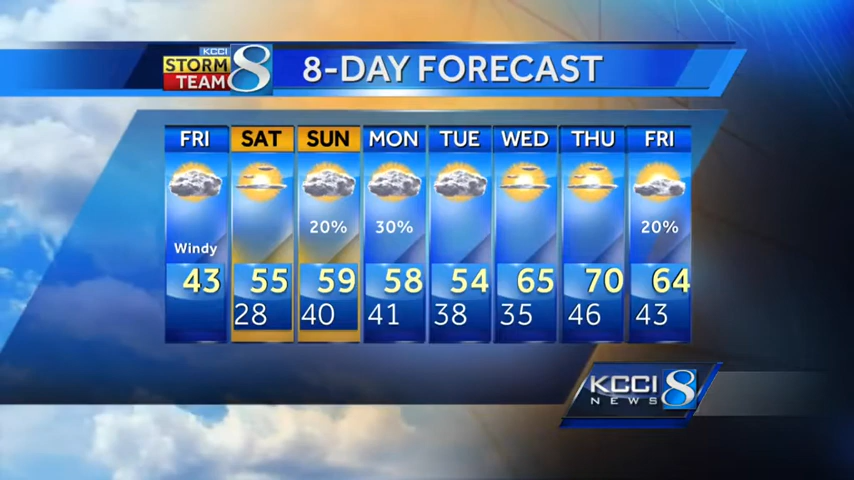 KCCI
STORM
TEAM
8
8-DAY FORECAST
FRI SAT SUN MON TUE WED THU FRI
20% 30% 20%
Windy
43 55 59 58 54 65 70 64
28 40 41 38 35 46 43
KCCI 8
NEWS